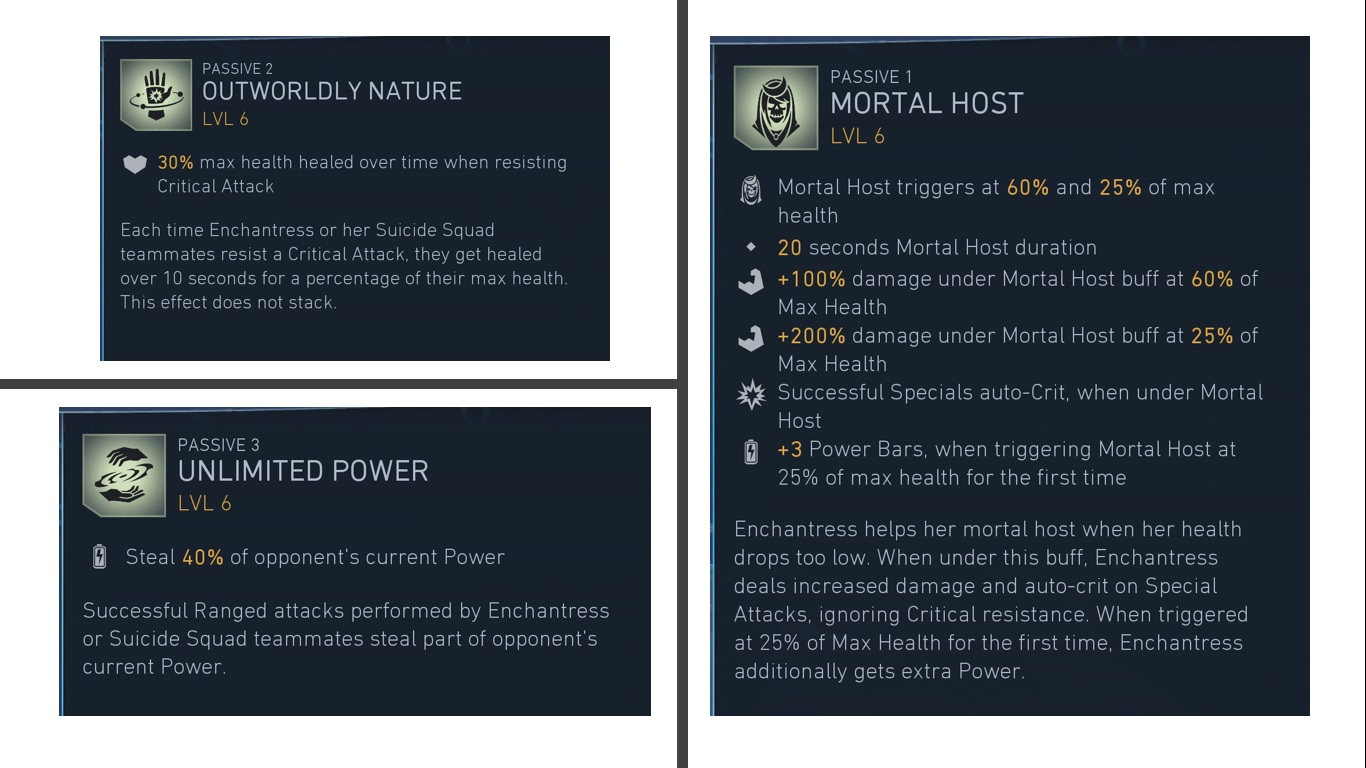 PASSIVE 2
OUTWORLDLY NATURE
LVL 6
30% max health healed over time when resisting
Critical Attack
Each time Enchantress or her Suicide Squad
teammates resist a Critical Attack, they get healed
over 10 seconds for a percentage of their max health.
This effect does not stack.
PASSIVE 3
UNLIMITED POWER
LVL 6
Steal 40% of opponent's current Power
Successful Ranged attacks performed by Enchantress
or Suicide Squad teammates steal part of opponent's
current Power.
PASSIVE 1
MORTAL HOST
LVL 6
Mortal Host triggers at 60% and 25% of max
health
20 seconds Mortal Host duration
+100% damage under Mortal Host buff at 60% of
Max Health
+200% damage under Mortal Host buff at 25% of
Max Health
Successful Specials auto-Crit, when under Mortal
Host
+3 Power Bars, when triggering Mortal Host at
25% of max health for the first time
Enchantress helps her mortal host when her health
drops too low. When under this buff, Enchantress
deals increased damage and auto-crit on Special
Attacks, ignoring Critical resistance. When triggered
at 25% of Max Health for the first time, Enchantress
additionally gets extra Power.